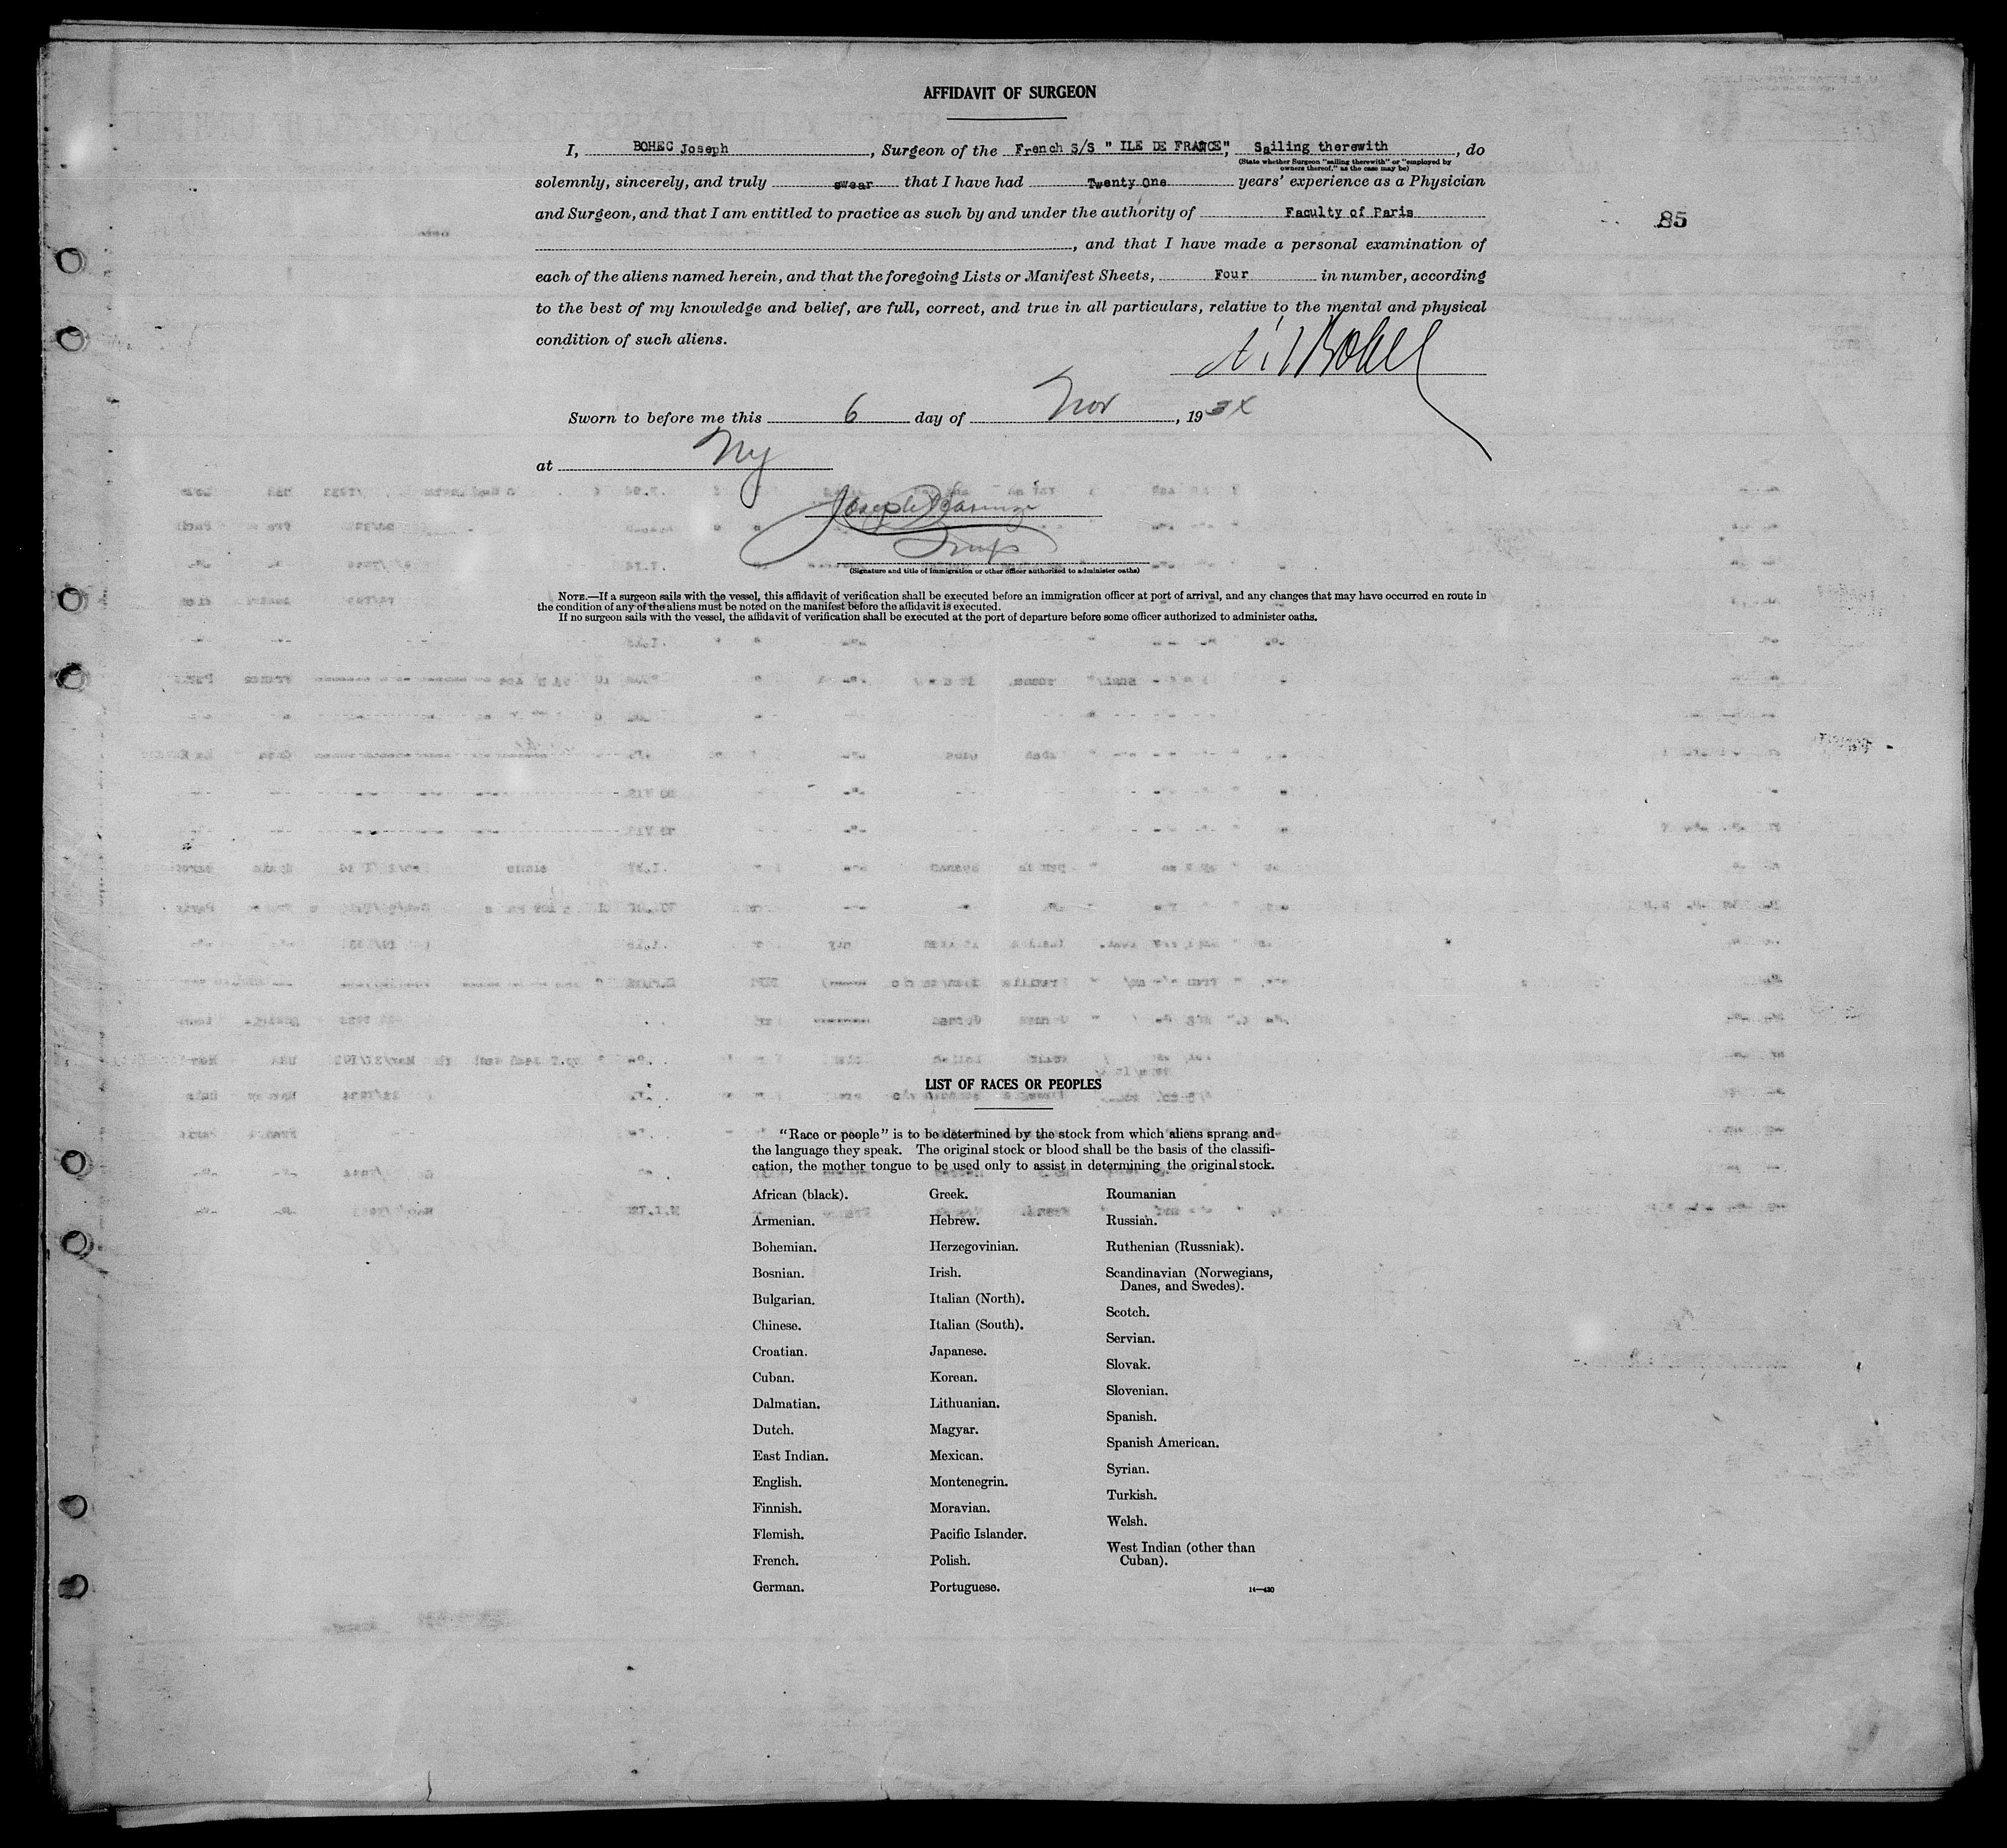 AFFIDAVIT OF SURGEON
I, BOHEC Joseph, Surgeon of the French S/S " ILE DE FRANCE", Sailing therewith, do
(State whether Surgeon "sailing therewith" or "employed by
owners thereof," as the case may be)
solemnly, sincerely, and truly swear that I have had Twenty One years' experience as a Physician
and Surgeon, and that I am entitled to practice as such by and under the authority of Faculty of Paris
85
, and that I have made a personal examination of
each of the aliens named herein, and that the foregoing Lists or Manifest Sheets, Four in number, according
to the best of my knowledge and belief, are full, correct, and true in all particulars, relative to the mental and physical
condition of such aliens.
Bohec
Sworn to before me this 6 day of Nov, 193
at NY
Joseph
(Signature and title of immigration or other officer authorized to administer oaths)
NOTE.—If a surgeon sails with the vessel, this affidavit of verification shall be executed before an immigration officer at port of arrival, and any changes that may have occurred en route in
the condition of any of the aliens must be noted on the manifest before the affidavit is executed.
If no surgeon sails with the vessel, the affidavit of verification shall be executed at the port of departure before some officer authorized to administer oaths.
LIST OF RACES OR PEOPLES
"Race or people" is to be determined by the stock from which aliens sprang and
the language they speak. The original stock or blood shall be the basis of the classifi-
cation, the mother tongue to be used only to assist in determining the original stock.
African (black).
Armenian.
Bohemian.
Bosnian.
Bulgarian.
Chinese.
Croatian.
Cuban.
Dalmatian.
Dutch.
East Indian.
English.
Finnish.
Flemish.
French.
German.
Greek.
Hebrew.
Herzegovinian.
Irish.
Italian (North).
Italian (South).
Japanese.
Korean.
Lithuanian.
Magyar.
Mexican.
Montenegrin.
Moravian.
Pacific Islander.
Polish.
Portuguese.
Roumanian
Russian.
Ruthenian (Russniak).
Scandinavian (Norwegians,
Danes, and Swedes).
Scotch.
Servian.
Slovak.
Slovenian.
Spanish.
Spanish American.
Syrian.
Turkish.
Welsh.
West Indian (other than
Cuban).
14—430